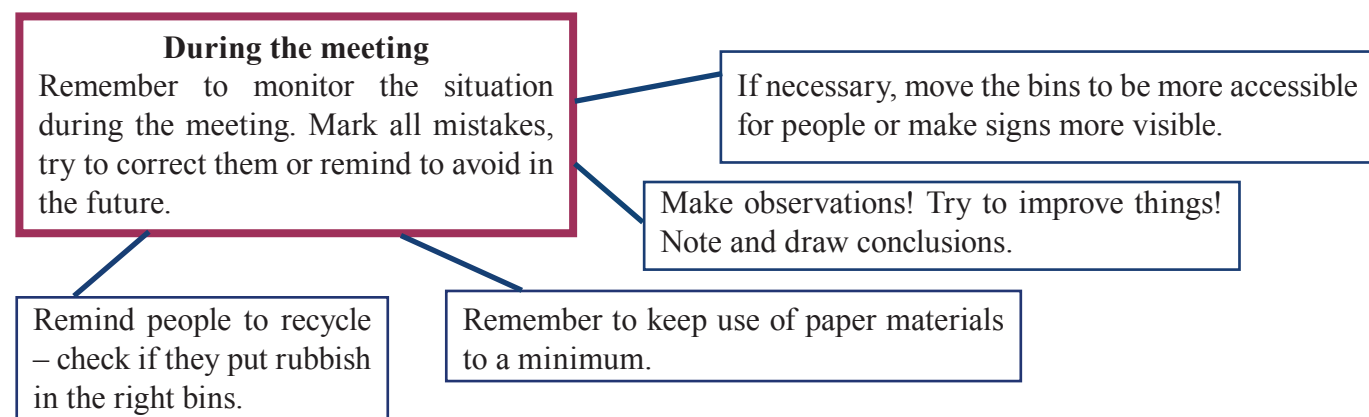 During the meeting
Remember to monitor the situation
during the meeting. Mark all mistakes,
try to correct them or remind to avoid in
the future.
If necessary, move the bins to be more accessible
for people or make signs more visible.
Make observations! Try to improve things!
Note and draw conclusions.
Remind people to recycle
– check if they put rubbish
in the right bins.
Remember to keep use of paper materials
to a minimum.